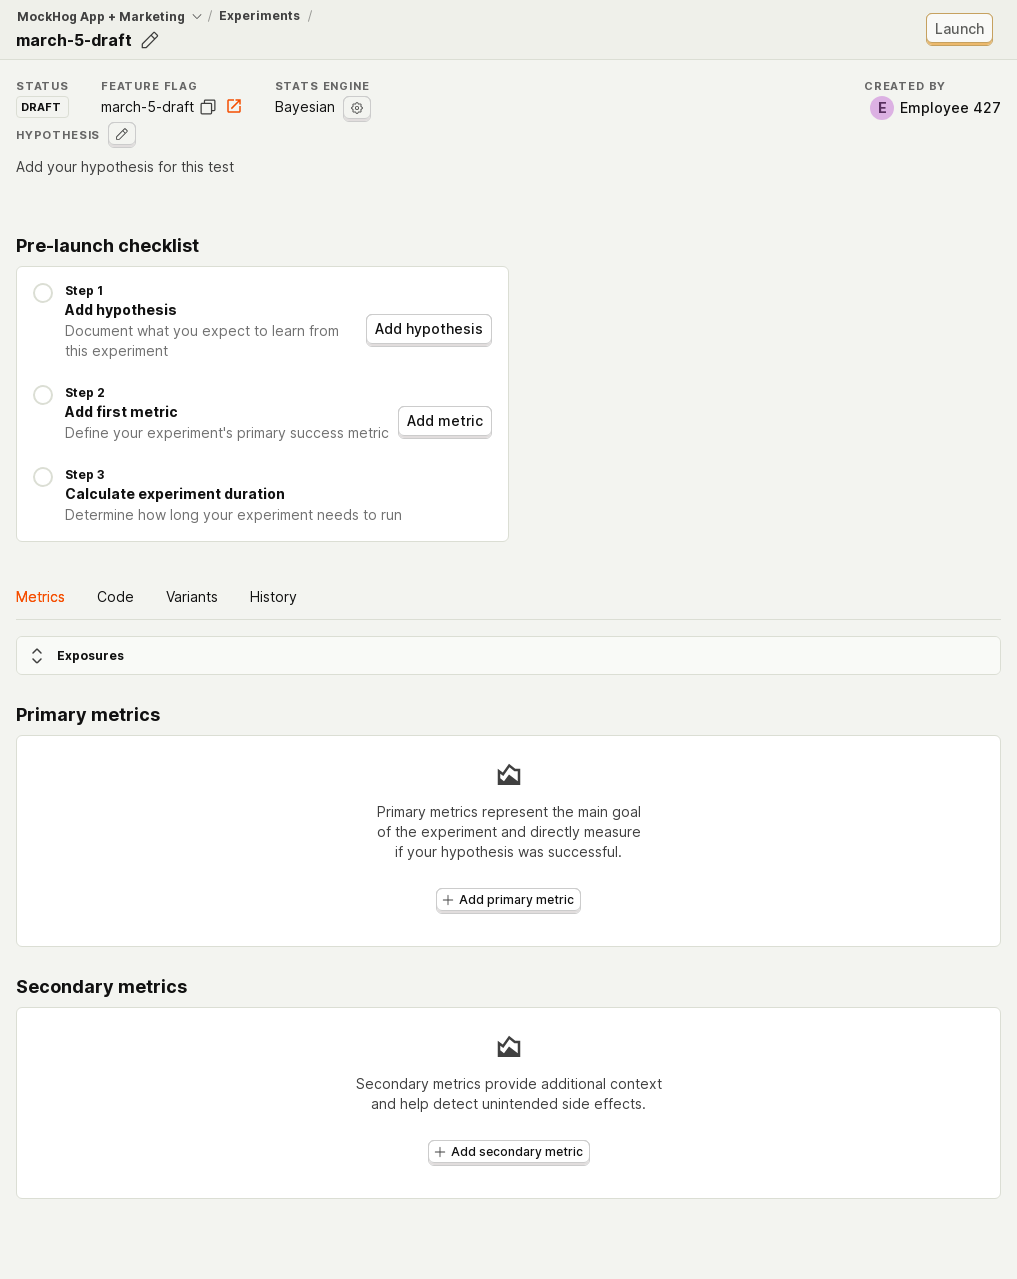 MockHog App + Marketing / Experiments /
march-5-draft
Launch
STATUS
DRAFT
FEATURE FLAG
march-5-draft
STATS ENGINE
Bayesian
CREATED BY
E Employee 427
HYPOTHESIS
Add your hypothesis for this test
Pre-launch checklist
Step 1
Add hypothesis
Document what you expect to learn from
this experiment
Add hypothesis
Step 2
Add first metric
Define your experiment's primary success metric
Add metric
Step 3
Calculate experiment duration
Determine how long your experiment needs to run
Metrics Code Variants History
Exposures
Primary metrics
Primary metrics represent the main goal
of the experiment and directly measure
if your hypothesis was successful.
Add primary metric
Secondary metrics
Secondary metrics provide additional context
and help detect unintended side effects.
Add secondary metric